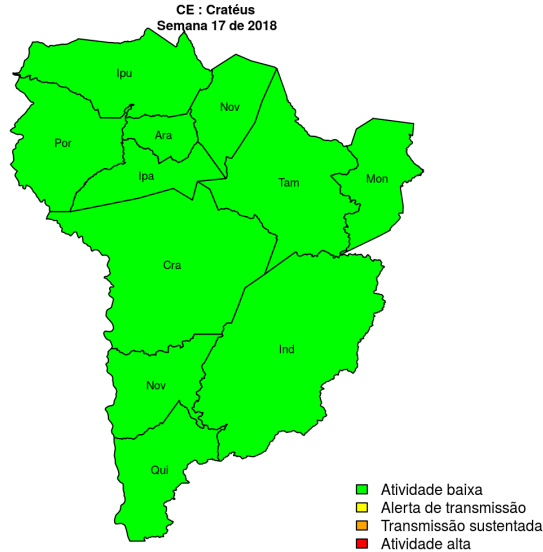 CE : Cratéus
Semana 17 de 2018
Ipu
Nov
Por
Ara
Ipa
Tam
Mon
Cra
Ind
Nov
Qui
Atividade baixa
Alerta de transmissão
Transmissão sustentada
Atividade alta